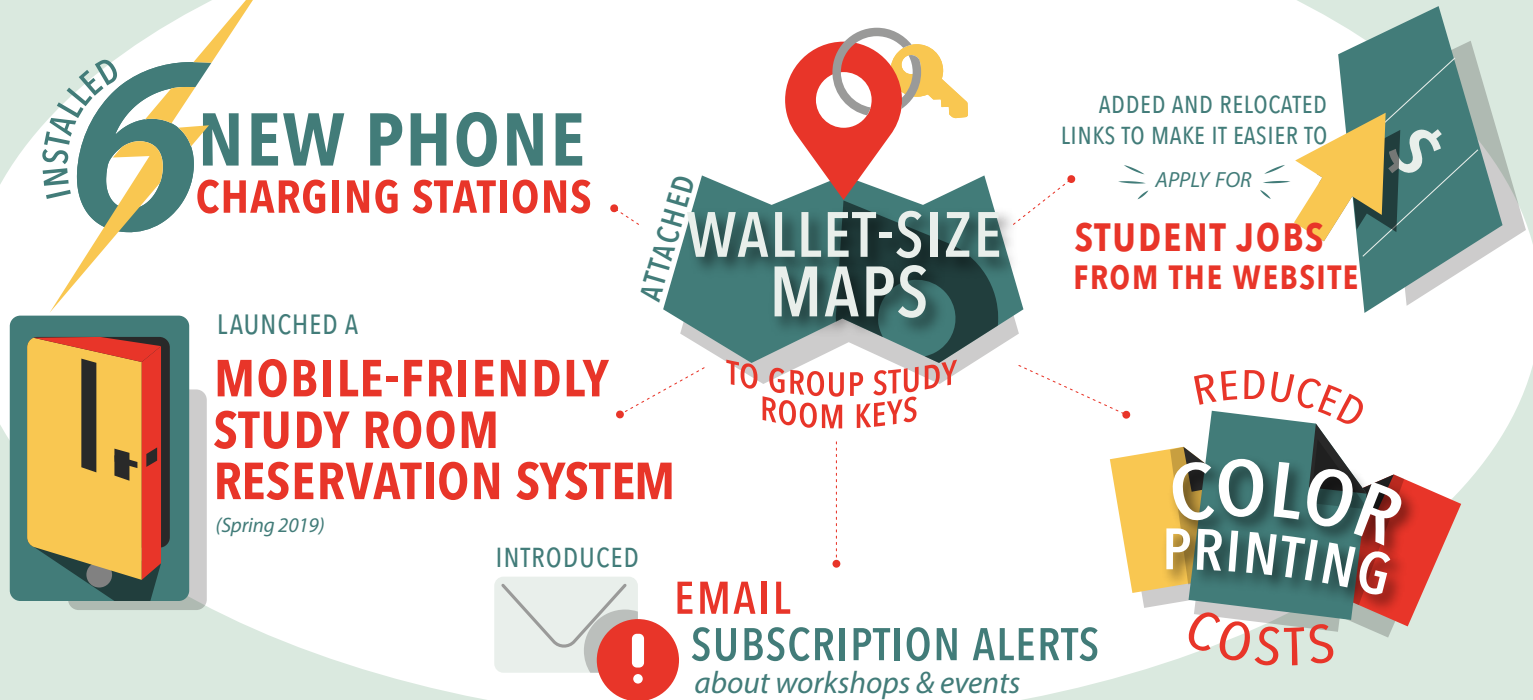 INSTALLED
6 NEW PHONE
CHARGING STATIONS
ATTACHED
WALLET-SIZE
MAPS
TO GROUP STUDY
ROOM KEYS
ADDED AND RELOCATED
LINKS TO MAKE IT EASIER TO
APPLY FOR
STUDENT JOBS
FROM THE WEBSITE
$
LAUNCHED A
MOBILE-FRIENDLY
STUDY ROOM
RESERVATION SYSTEM
(Spring 2019)
INTRODUCED
!
EMAIL
SUBSCRIPTION ALERTS
about workshops & events
REDUCED
COLOR
PRINTING
COSTS